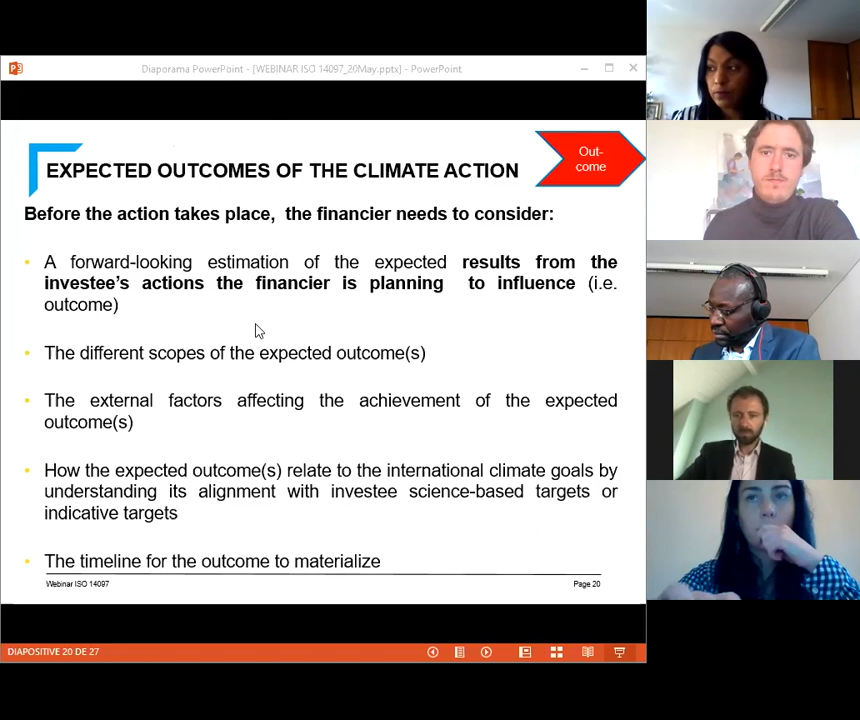 Diaporama PowerPoint - [WEBINAR ISO 14097_20May.pptx] - PowerPoint
EXPECTED OUTCOMES OF THE CLIMATE ACTION
Out-
come
Before the action takes place, the financier needs to consider:
• A forward-looking estimation of the expected results from the
investee's actions the financier is planning to influence (i.e.
outcome)
• The different scopes of the expected outcome(s)
• The external factors affecting the achievement of the expected
outcome(s)
• How the expected outcome(s) relate to the international climate goals by
understanding its alignment with investee science-based targets or
indicative targets
• The timeline for the outcome to materialize
Webinar ISO 14097
Page 20
DIAPOSITIVE 20 DE 27